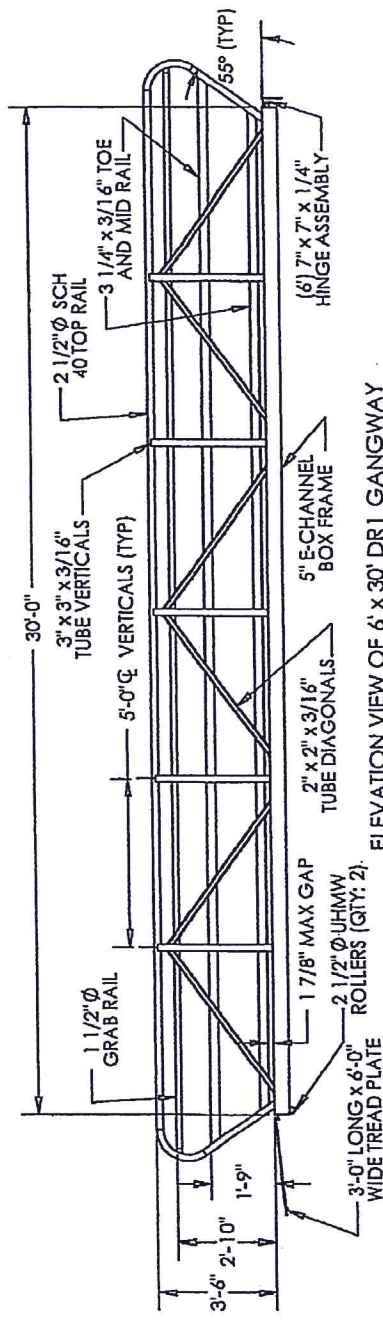 30'-0"
2 1/2"Ø SCH
40 TOP RAIL
3" x 3" x 3/16"
TUBE VERTICALS
5'-0"℄ VERTICALS (TYP)
1 1/2"Ø
GRAB RAIL
3 1/4" x 3/16" TOE
AND MID RAIL
55° (TYP)
3'-6"
2'-10"
1'-9"
1 7/8" MAX GAP
2 1/2"Ø UHMW
ROLLERS (QTY: 2)
3'-0" LONG x 6'-0"
WIDE TREAD PLATE
2" x 2" x 3/16"
TUBE DIAGONALS
5" E-CHANNEL
BOX FRAME
(6') 7" x 7" x 1/4"
HINGE ASSEMBLY
ELEVATION VIEW OF 6' x 30' DR1 GANGWAY